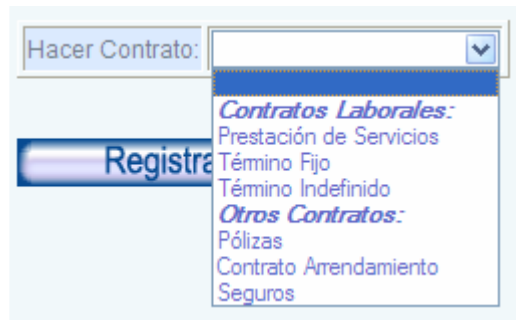 Hacer Contrato:
Contratos Laborales:
Prestación de Servicios
Término Fijo
Término Indefinido
Otros Contratos:
Pólizas
Contrato Arrendamiento
Seguros
Registra